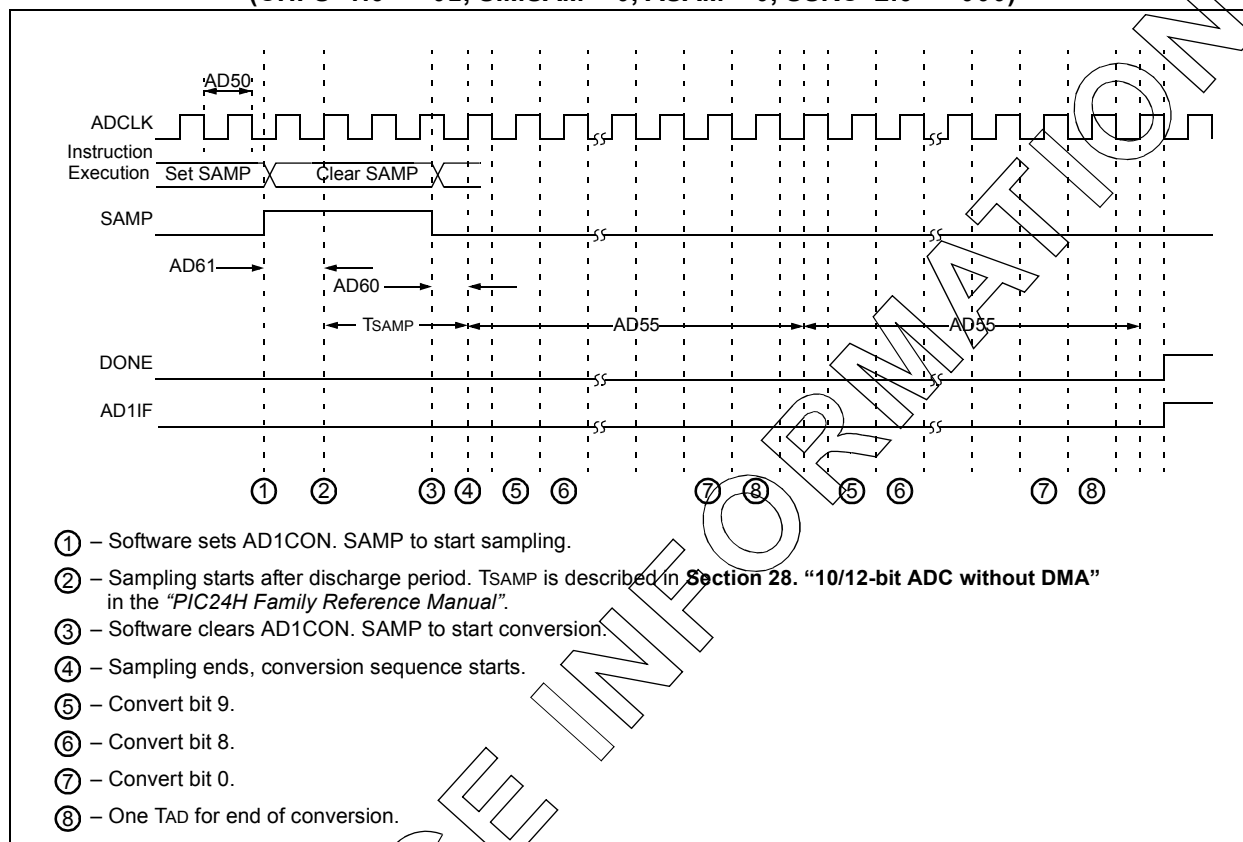 AD50
ADCLK
Instruction
Execution Set SAMP Clear SAMP
SAMP
AD61
AD60
TSAMP AD55 AD55
DONE
AD1IF
1 2 3 4 5 6 7 8 5 6 7 8
1 – Software sets AD1CON. SAMP to start sampling.
2 – Sampling starts after discharge period. TSAMP is described in Section 28. “10/12-bit ADC without DMA”
in the “PIC24H Family Reference Manual”.
3 – Software clears AD1CON. SAMP to start conversion.
4 – Sampling ends, conversion sequence starts.
5 – Convert bit 9.
6 – Convert bit 8.
7 – Convert bit 0.
8 – One TAD for end of conversion.
CE INFORMATION